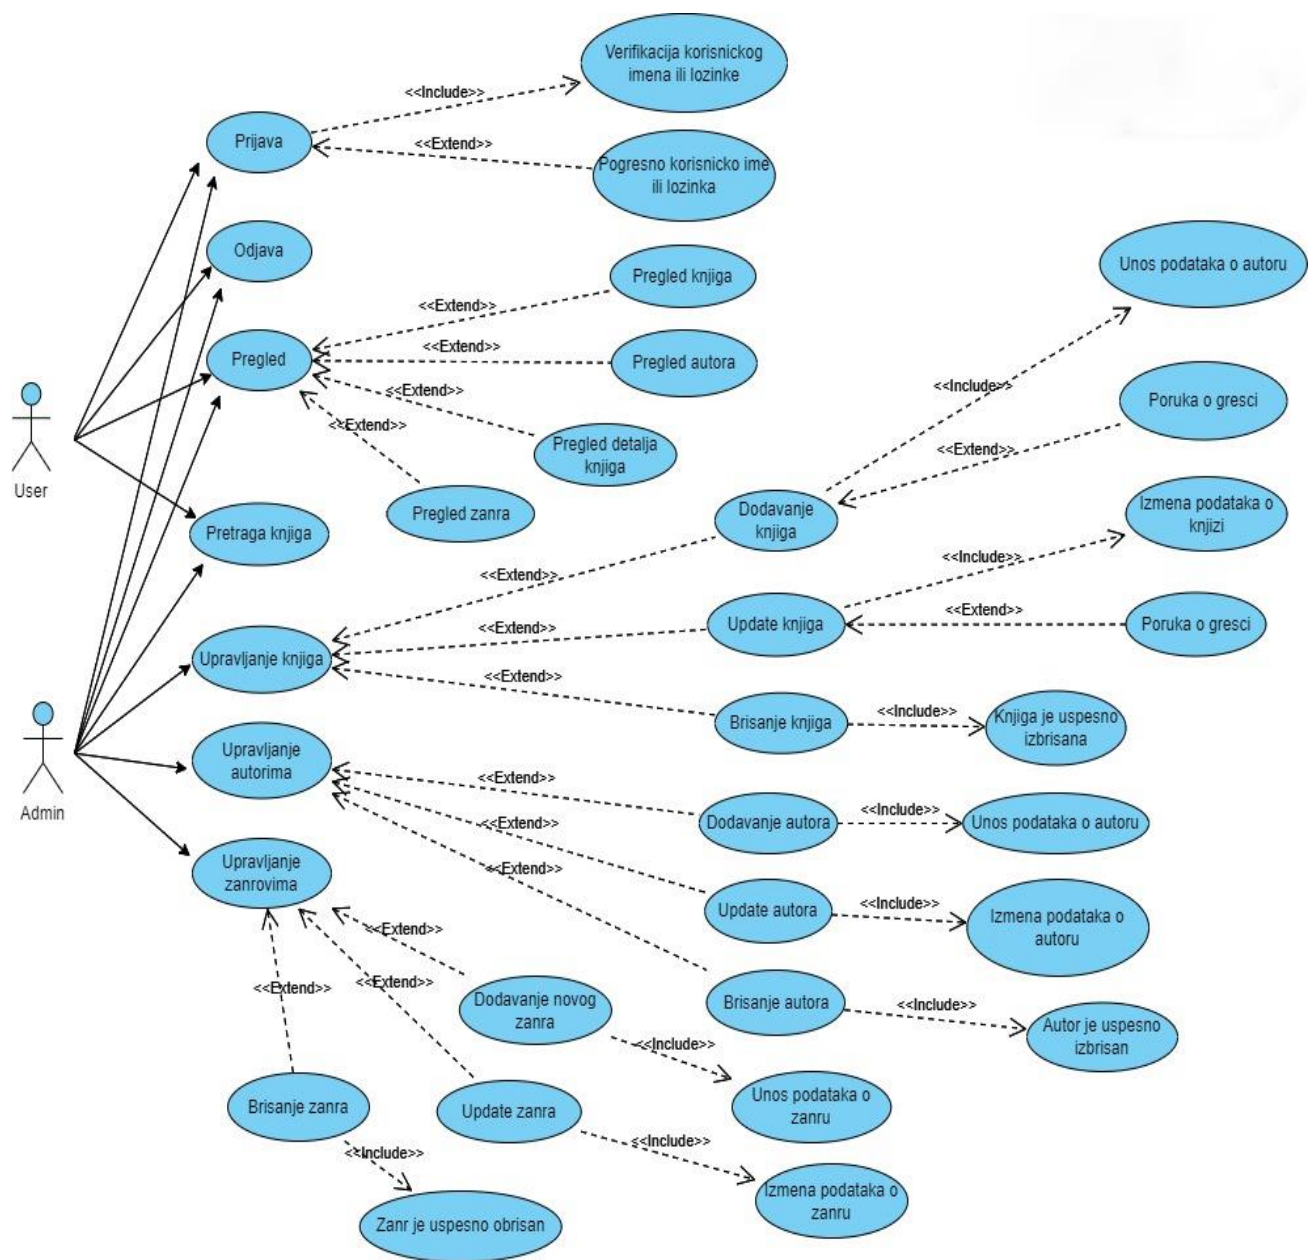 Verifikacija korisnickog
imena ili lozinke
<<Include>>
Prijava
<<Extend>>
Pogresno korisnicko ime
ili lozinka
Odjava
Pregled knjiga
<<Extend>>
Pregled
<<Extend>>
Pregled autora
<<Extend>>
Pregled detalja
knjiga
<<Extend>>
Pregled zanra
User
Pretraga knjiga
Unos podataka o autoru
<<Include>>
Poruka o gresci
<<Extend>>
Dodavanje
knjiga
Izmena podataka o
knjizi
<<Include>>
<<Extend>>
<<Extend>>
Update knjiga
<<Extend>>
Poruka o gresci
Upravljanje knjiga
<<Extend>>
Brisanje knjiga
<<Include>>
Knjiga je uspesno
izbrisana
Admin
Upravljanje
autorima
<<Extend>>
Dodavanje autora
<<Include>>
Unos podataka o autoru
<<Extend>>
Update autora
<<Include>>
Izmena podataka o
autoru
<<Extend>>
Brisanje autora
<<Include>>
Autor je uspesno
izbrisan
Upravljanje
zanrovima
<<Extend>>
Dodavanje novog
zanra
<<Include>>
Unos podataka o
zanru
<<Extend>>
Update zanra
<<Include>>
Izmena podataka o
zanru
<<Extend>>
Brisanje zanra
<<Include>>
Zanr je uspesno obrisan